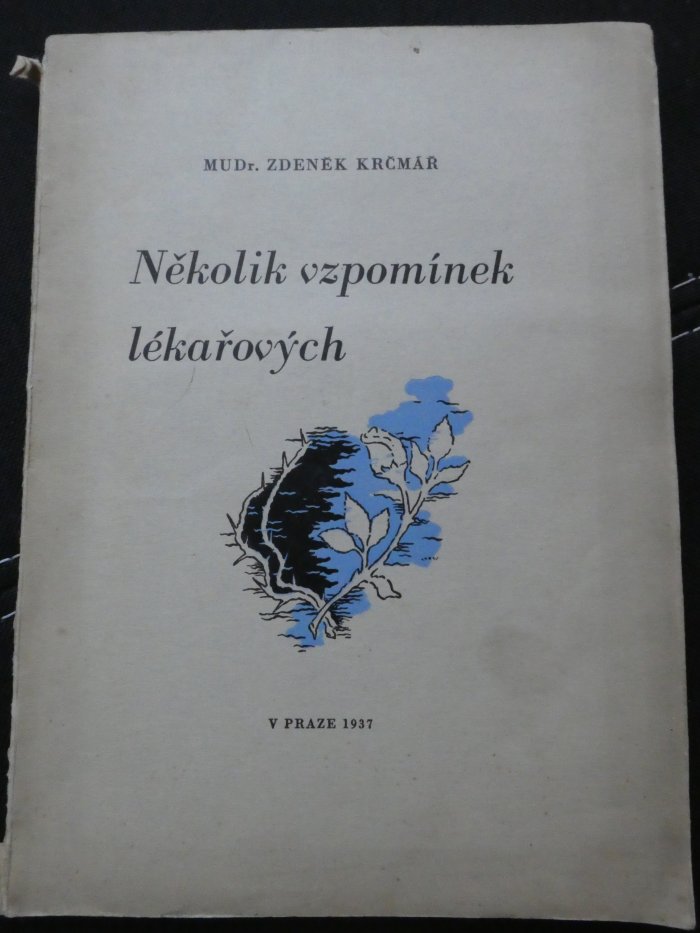 MUDr. ZDENĚK KRČMÁŘ
Několik vzpomínek
lékařových
V PRAZE 1937